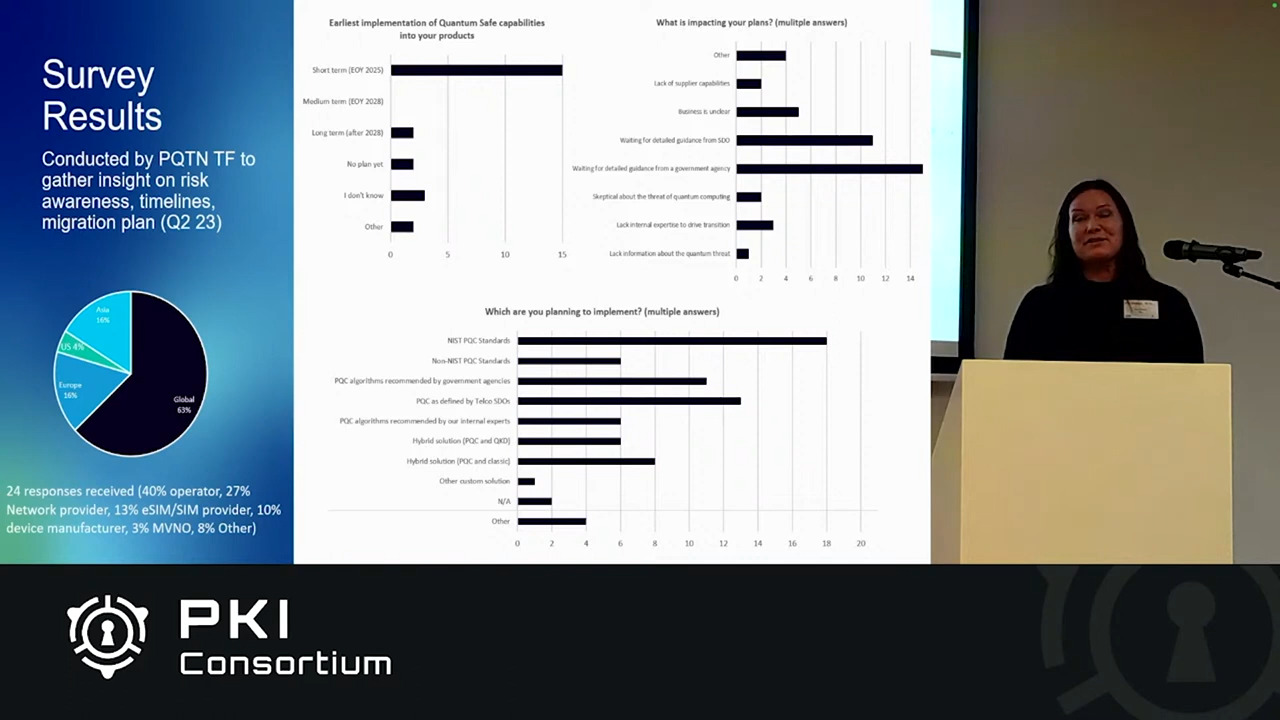 Survey
Results
Conducted by PQTN TF to
gather insight on risk
awareness, timelines,
migration plan (Q2 23)
Asia
16%
US 4%
Europe
16%
Global
63%
24 responses received (40% operator, 27%
Network provider, 13% eSIM/SIM provider, 10%
device manufacturer, 3% MVNO, 8% Other)
Earliest implementation of Quantum Safe capabilities
into your products
Short term (EOY 2025)
Medium term (EOY 2028)
Long term (after 2028)
No plan yet
I don't know
Other
0 5 10 15
What is impacting your plans? (mulitple answers)
Other
Lack of supplier capabilities
Business is unclear
Waiting for detailed guidance from SDO
Waiting for detailed guidance from a government agency
Skeptical about the threat of quantum computing
Lack internal expertise to drive transition
Lack information about the quantum threat
0 2 4 6 8 10 12 14
Which are you planning to implement? (multiple answers)
NIST PQC Standards
Non-NIST PQC Standards
PQC algorithms recommended by government agencies
PQC as defined by Telco SDOs
PQC algorithms recommended by our internal experts
Hybrid solution (PQC and QKD)
Hybrid solution (PQC and classic)
Other custom solution
N/A
Other
0 2 4 6 8 10 12 14 16 18 20
PKI
Consortium